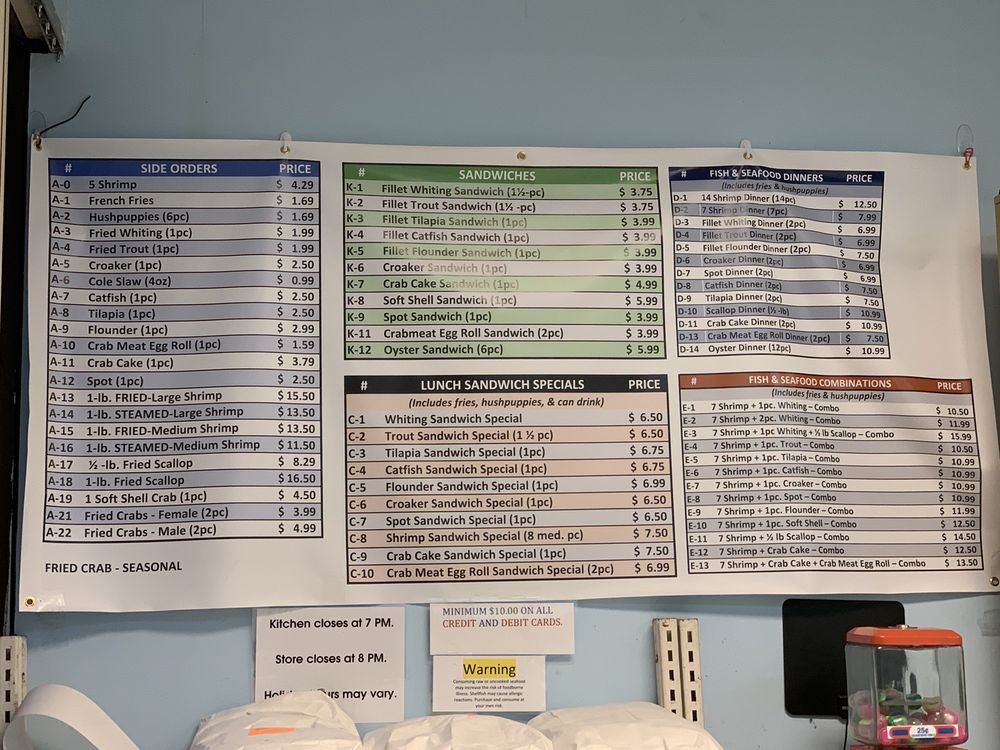 # SIDE ORDERS PRICE
A-0 5 Shrimp $ 4.29
A-1 French Fries $ 1.69
A-2 Hushpuppies (6pc) $ 1.69
A-3 Fried Whiting (1pc) $ 1.99
A-4 Fried Trout (1pc) $ 1.99
A-5 Croaker (1pc) $ 2.50
A-6 Cole Slaw (4oz) $ 0.99
A-7 Catfish (1pc) $ 2.50
A-8 Tilapia (1pc) $ 2.50
A-9 Flounder (1pc) $ 2.99
A-10 Crab Meat Egg Roll (1pc) $ 1.59
A-11 Crab Cake (1pc) $ 3.79
A-12 Spot (1pc) $ 2.50
A-13 1-lb. FRIED-Large Shrimp $ 15.50
A-14 1-lb. STEAMED-Large Shrimp $ 13.50
A-15 1-lb. FRIED-Medium Shrimp $ 13.50
A-16 1-lb. STEAMED-Medium Shrimp $ 11.50
A-17 ½ -lb. Fried Scallop $ 8.29
A-18 1-lb. Fried Scallop $ 16.50
A-19 1 Soft Shell Crab (1pc) $ 4.50
A-21 Fried Crabs - Female (2pc) $ 3.99
A-22 Fried Crabs - Male (2pc) $ 4.99
FRIED CRAB - SEASONAL
# SANDWICHES PRICE
K-1 Fillet Whiting Sandwich (1½-pc) $ 3.75
K-2 Fillet Trout Sandwich (1½ -pc) $ 3.75
K-3 Fillet Tilapia Sandwich (1pc) $ 3.99
K-4 Fillet Catfish Sandwich (1pc) $ 3.99
K-5 Fillet Flounder Sandwich (1pc) $ 3.99
K-6 Croaker Sandwich (1pc) $ 3.99
K-7 Crab Cake Sandwich (1pc) $ 4.99
K-8 Soft Shell Sandwich (1pc) $ 5.99
K-9 Spot Sandwich (1pc) $ 3.99
K-11 Crabmeat Egg Roll Sandwich (2pc) $ 3.99
K-12 Oyster Sandwich (6pc) $ 5.99
# LUNCH SANDWICH SPECIALS PRICE
(Includes fries, hushpuppies, & can drink)
C-1 Whiting Sandwich Special $ 6.50
C-2 Trout Sandwich Special (1 ½ pc) $ 6.50
C-3 Tilapia Sandwich Special (1pc) $ 6.75
C-4 Catfish Sandwich Special (1pc) $ 6.75
C-5 Flounder Sandwich Special (1pc) $ 6.99
C-6 Croaker Sandwich Special (1pc) $ 6.50
C-7 Spot Sandwich Special (1pc) $ 6.50
C-8 Shrimp Sandwich Special (8 med. pc) $ 7.50
C-9 Crab Cake Sandwich Special (1pc) $ 7.50
C-10 Crab Meat Egg Roll Sandwich Special (2pc) $ 6.99
# FISH & SEAFOOD DINNERS PRICE
(Includes fries & hushpuppies)
D-1 14 Shrimp Dinner (14pc) $ 12.50
D-2 7 Shrimp Dinner (7pc) $ 7.99
D-3 Fillet Whiting Dinner (2pc) $ 6.99
D-4 Fillet Trout Dinner (2pc) $ 6.99
D-5 Fillet Flounder Dinner (2pc) $ 7.50
D-6 Croaker Dinner (2pc) $ 6.99
D-7 Spot Dinner (2pc) $ 6.99
D-8 Catfish Dinner (2pc) $ 7.50
D-9 Tilapia Dinner (2pc) $ 7.50
D-10 Scallop Dinner (½ -lb) $ 10.99
D-11 Crab Cake Dinner (2pc) $ 10.99
D-13 Crab Meat Egg Roll Dinner (2pc) $ 7.50
D-14 Oyster Dinner (12pc) $ 10.99
# FISH & SEAFOOD COMBINATIONS PRICE
(Includes fries & hushpuppies)
E-1 7 Shrimp + 1pc. Whiting – Combo $ 10.50
E-2 7 Shrimp + 2pc. Whiting – Combo $ 11.99
E-3 7 Shrimp + 1pc Whiting + ½ lb Scallop – Combo $ 15.99
E-4 7 Shrimp + 1pc. Trout – Combo $ 10.50
E-5 7 Shrimp + 1pc. Tilapia – Combo $ 10.99
E-6 7 Shrimp + 1pc. Catfish – Combo $ 10.99
E-7 7 Shrimp + 1pc. Croaker – Combo $ 10.99
E-8 7 Shrimp + 1pc. Spot – Combo $ 10.99
E-9 7 Shrimp + 1pc. Flounder – Combo $ 11.99
E-10 7 Shrimp + 1pc. Soft Shell – Combo $ 12.50
E-11 7 Shrimp + ½ lb Scallop – Combo $ 14.50
E-12 7 Shrimp + Crab Cake – Combo $ 12.50
E-13 7 Shrimp + Crab Cake + Crab Meat Egg Roll – Combo $ 13.50
Kitchen closes at 7 PM.
Store closes at 8 PM.
may vary.
MINIMUM $10.00 ON ALL
CREDIT AND DEBIT CARDS.
Warning
Consuming raw or uncooked seafood
may increase the risk of foodborne
illness. Shellfish may cause allergic
reactions. Purchase and consume at
your own risk.
25¢